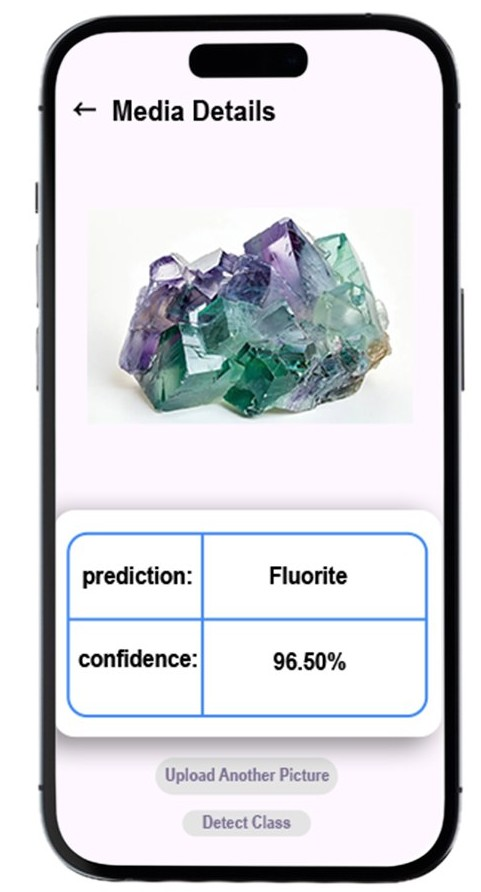 ← Media Details
prediction: Fluorite
confidence: 96.50%
Upload Another Picture
Detect Class